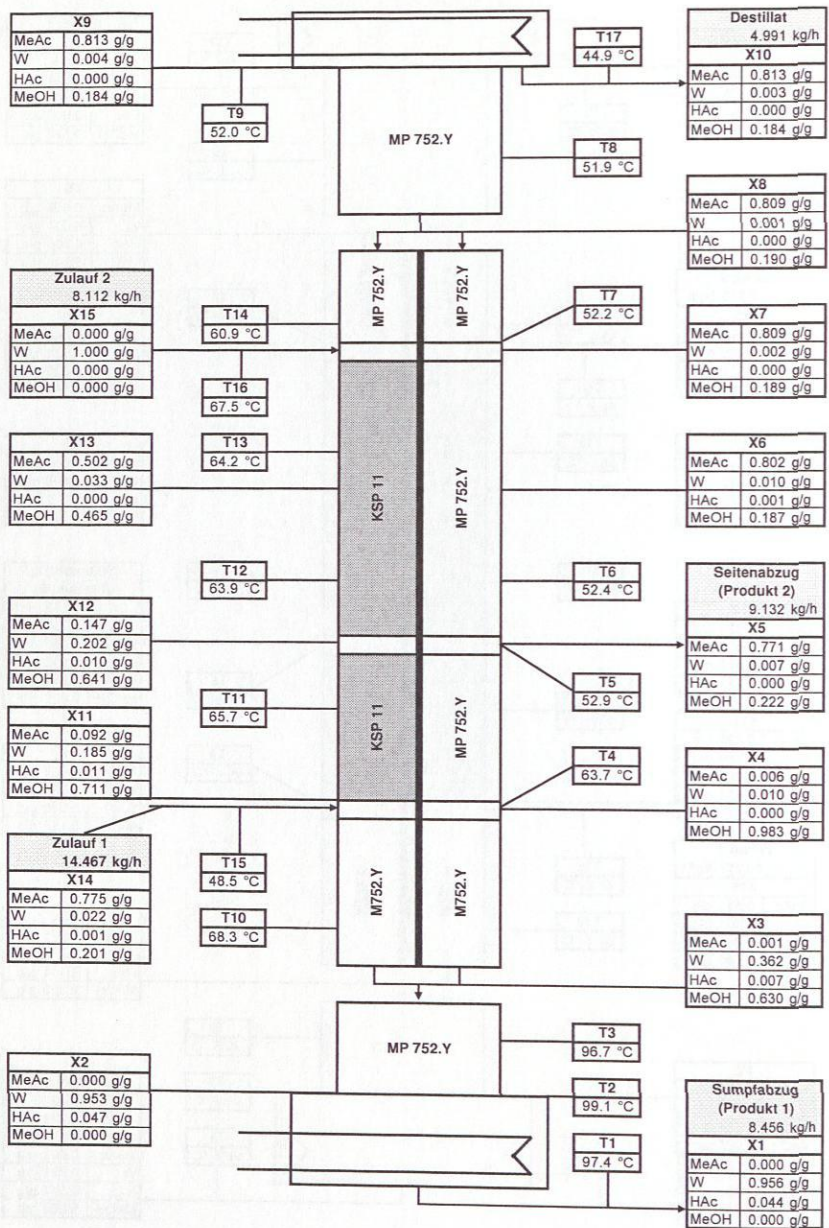 X9
MeAc 0.813 g/g
W 0.004 g/g
HAc 0.000 g/g
MeOH 0.184 g/g
T9
52.0 °C
MP 752.Y
T17
44.9 °C
Destillat
4.991 kg/h
X10
MeAc 0.813 g/g
W 0.003 g/g
HAc 0.000 g/g
MeOH 0.184 g/g
T8
51.9 °C
X8
MeAc 0.809 g/g
W 0.001 g/g
HAc 0.000 g/g
MeOH 0.190 g/g
MP 752.Y
MP 752.Y
Zulauf 2
8.112 kg/h
X15
MeAc 0.000 g/g
W 1.000 g/g
HAc 0.000 g/g
MeOH 0.000 g/g
T14
60.9 °C
T16
67.5 °C
T7
52.2 °C
X7
MeAc 0.809 g/g
W 0.002 g/g
HAc 0.000 g/g
MeOH 0.189 g/g
X13
MeAc 0.502 g/g
W 0.033 g/g
HAc 0.000 g/g
MeOH 0.465 g/g
T13
64.2 °C
KSP 11
MP 752.Y
X6
MeAc 0.802 g/g
W 0.010 g/g
HAc 0.001 g/g
MeOH 0.187 g/g
T12
63.9 °C
T6
52.4 °C
Seitenabzug
(Produkt 2)
9.132 kg/h
X5
MeAc 0.771 g/g
W 0.007 g/g
HAc 0.000 g/g
MeOH 0.222 g/g
X12
MeAc 0.147 g/g
W 0.202 g/g
HAc 0.010 g/g
MeOH 0.641 g/g
T11
65.7 °C
KSP 11
MP 752.Y
T5
52.9 °C
X11
MeAc 0.092 g/g
W 0.185 g/g
HAc 0.011 g/g
MeOH 0.711 g/g
T4
63.7 °C
X4
MeAc 0.006 g/g
W 0.010 g/g
HAc 0.000 g/g
MeOH 0.983 g/g
Zulauf 1
14.467 kg/h
X14
MeAc 0.775 g/g
W 0.022 g/g
HAc 0.001 g/g
MeOH 0.201 g/g
T15
48.5 °C
T10
68.3 °C
M752.Y
M752.Y
X3
MeAc 0.001 g/g
W 0.362 g/g
HAc 0.007 g/g
MeOH 0.630 g/g
MP 752.Y
T3
96.7 °C
X2
MeAc 0.000 g/g
W 0.953 g/g
HAc 0.047 g/g
MeOH 0.000 g/g
T2
99.1 °C
T1
97.4 °C
Sumpfabzug
(Produkt 1)
8.456 kg/h
X1
MeAc 0.000 g/g
W 0.956 g/g
HAc 0.044 g/g
MeOH 0.000 g/g